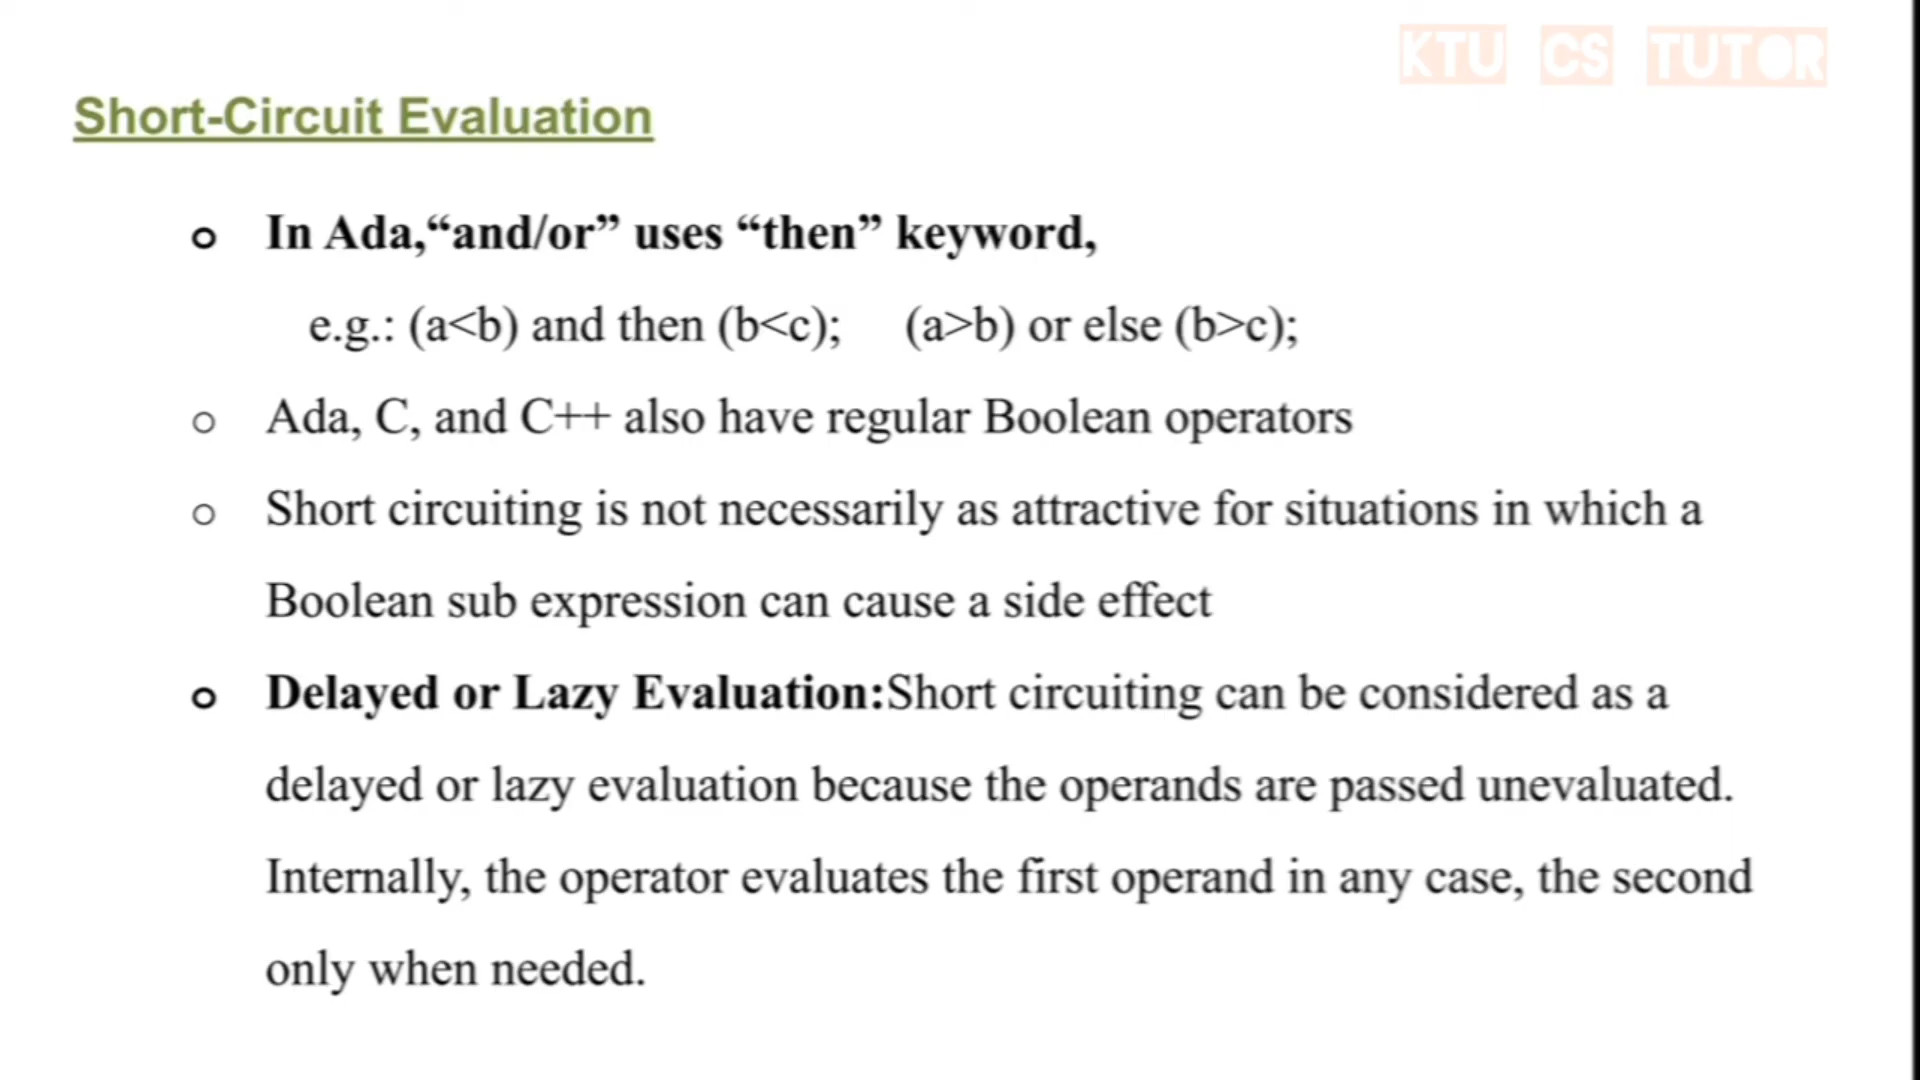 KTU CS TUTOR
Short-Circuit Evaluation
o In Ada,“and/or” uses “then” keyword,
e.g.: (a<b) and then (b<c); (a>b) or else (b>c);
o Ada, C, and C++ also have regular Boolean operators
o Short circuiting is not necessarily as attractive for situations in which a
Boolean sub expression can cause a side effect
o Delayed or Lazy Evaluation:Short circuiting can be considered as a
delayed or lazy evaluation because the operands are passed unevaluated.
Internally, the operator evaluates the first operand in any case, the second
only when needed.